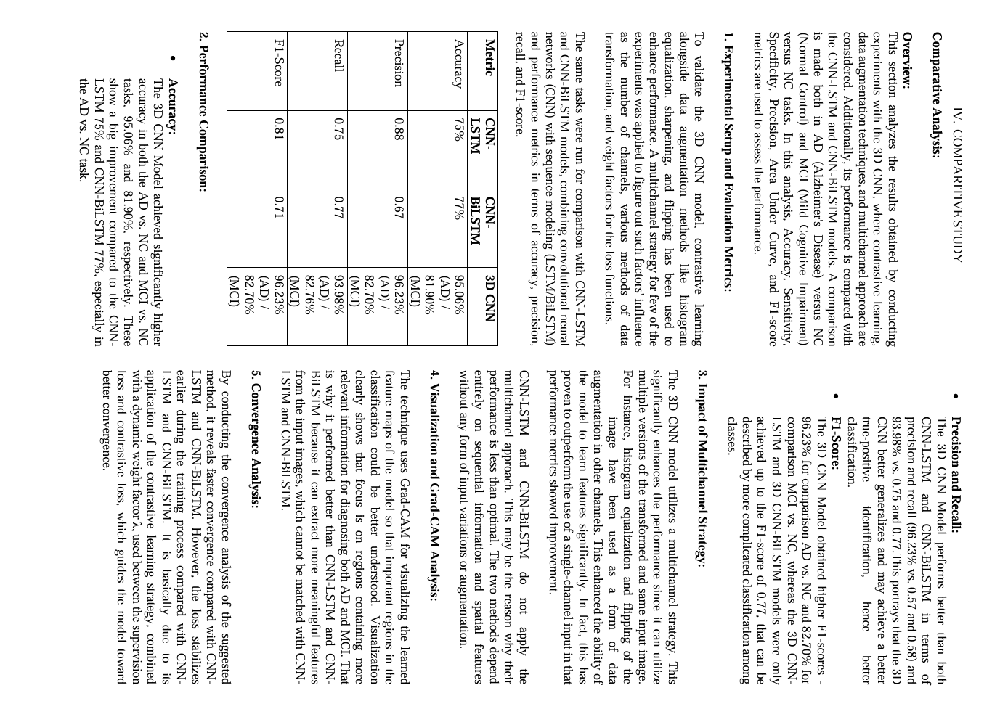 IV. COMPARITIVE STUDY
Comparative Analysis:
Overview:
This section analyzes the results obtained by conducting
experiments with the 3D CNN, where contrastive learning,
data augmentation techniques, and multichannel approach are
considered. Additionally, its performance is compared with
the CNN-LSTM and CNN-BiLSTM models. A comparison
is made both in AD (Alzheimer's Disease) versus NC
(Normal Control) and MCI (Mild Cognitive Impairment)
versus NC tasks. In this analysis, Accuracy, Sensitivity,
Specificity, Precision, Area Under Curve, and F1-score
metrics are used to assess the performance.
1. Experimental Setup and Evaluation Metrics:
To validate the 3D CNN model, contrastive learning
alongside data augmentation methods like histogram
equalization, sharpening, and flipping has been used to
enhance performance. A multichannel strategy for few of the
experiments was applied to figure out such factors' influence
as the number of channels, various methods of data
transformation, and weight factors for the loss functions.
The same tasks were run for comparison with CNN-LSTM
and CNN-BiLSTM models, combining convolutional neural
networks (CNN) with sequence modeling (LSTM/BiLSTM)
and performance metrics in terms of accuracy, precision,
recall, and F1-score.
Metric CNN- CNN- 3D CNN
LSTM BiLSTM
Accuracy 75% 77% 95.06%
(AD) /
81.90%
(MCI)
Precision 0.88 0.67 96.23%
(AD) /
82.70%
(MCI)
Recall 0.75 0.77 93.98%
(AD) /
82.76%
(MCI)
F1-Score 0.81 0.71 96.23%
(AD) /
82.70%
(MCI)
2. Performance Comparison:
• Accuracy:
The 3D CNN Model achieved significantly higher
accuracy in both the AD vs. NC and MCI vs. NC
tasks, 95.06% and 81.90%, respectively. These
show a big improvement compared to the CNN-
LSTM 75% and CNN-BiLSTM 77%, especially in
the AD vs. NC task.
• Precision and Recall:
The 3D CNN Model performs better than both
CNN-LSTM and CNN-BiLSTM in terms of
precision and recall (96.23% vs. 0.57 and 0.58) and
93.98% vs. 0.75 and 0.77. This portrays that the 3D
CNN better generalizes and may achieve a better
true-positive identification, hence better
classification.
• F1-Score:
The 3D CNN Model obtained higher F1-scores -
96.23% for comparison AD vs. NC and 82.70% for
comparison MCI vs. NC, whereas the 3D CNN-
LSTM and 3D CNN-BiLSTM models were only
achieved up to the F1-score of 0.77, that can be
described by more complicated classification among
classes.
3. Impact of Multichannel Strategy:
The 3D CNN model utilizes a multichannel strategy. This
significantly enhances the performance since it can utilize
multiple versions of the transformed and same input image.
For instance, histogram equalization and flipping of the
image have been used as a form of data
augmentation in other channels. This enhanced the ability of
the model to learn features significantly. In fact, this has
proven to outperform the use of a single-channel input in that
performance metrics showed improvement.
CNN-LSTM and CNN-BiLSTM do not apply the
multichannel approach. This may be the reason why their
performance is less than optimal. The two methods depend
entirely on sequential information and spatial features
without any form of input variations or augmentation.
4. Visualization and Grad-CAM Analysis:
The technique uses Grad-CAM for visualizing the learned
feature maps of the model so that important regions in the
classification could be better understood. Visualization
clearly shows that focus is on regions containing more
relevant information for diagnosing both AD and MCI. That
is why it performed better than CNN-LSTM and CNN-
BiLSTM because it can extract more meaningful features
from the input images, which cannot be matched with CNN-
LSTM and CNN-BiLSTM.
5. Convergence Analysis:
By conducting the convergence analysis of the suggested
method, it reveals faster convergence compared with CNN-
LSTM and CNN-BiLSTM. However, the loss stabilizes
earlier during the training process compared with CNN-
LSTM and CNN-BiLSTM. It is basically due to its
application of the contrastive learning strategy, combined
with a dynamic weight factor λ, used between the supervision
loss and contrastive loss, which guides the model toward
better convergence.